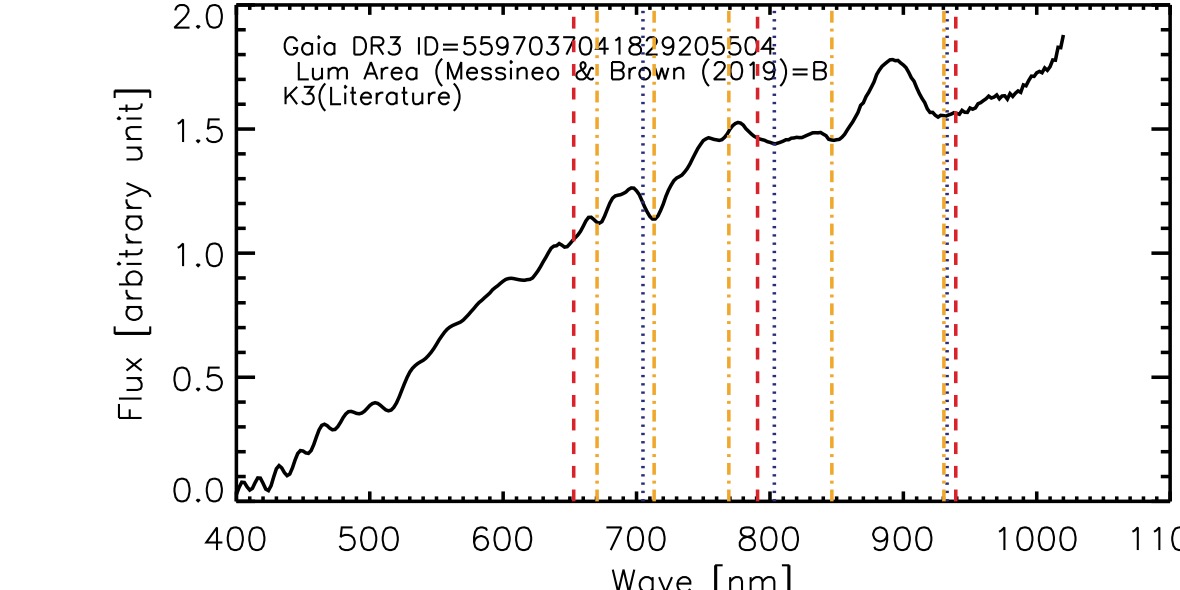 2.0
Gaia DR3 ID=5597037041829205504
Lum Area (Messineo & Brown (2019)=B
K3(Literature)
1.5
1.0
0.5
0.0
Flux [arbitrary unit]
400 500 600 700 800 900 1000 110
Wave [nm]